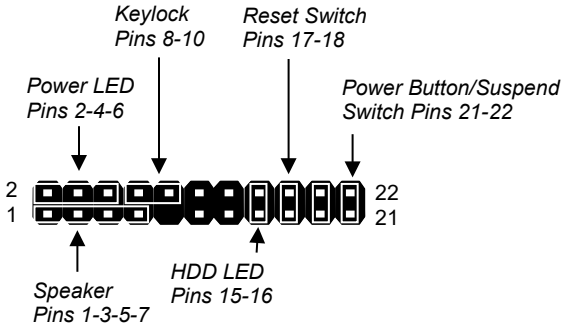 Keylock
Pins 8-10
Reset Switch
Pins 17-18
Power LED
Pins 2-4-6
Power Button/Suspend
Switch Pins 21-22
2
22
1
21
Speaker
Pins 1-3-5-7
HDD LED
Pins 15-16